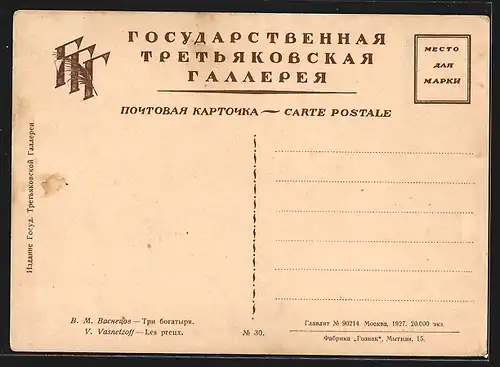 ГТГ
ГОСУДАРСТВЕННАЯ
ТРЕТЬЯКОВСКАЯ
ГАЛЛЕРЕЯ
МЕСТО
ДЛЯ
МАРКИ
ПОЧТОВАЯ КАРТОЧКА — CARTE POSTALE
Издание Госуд. Третьяковской Галлереи
В. М. Васнецов — Три богатыря.
V. Vasnetzoff — Les preux.
№ 30.
Главлит № 90214. Москва, 1927. 20.000 экз.
Фабрика „Гознак", Мытная, 15.